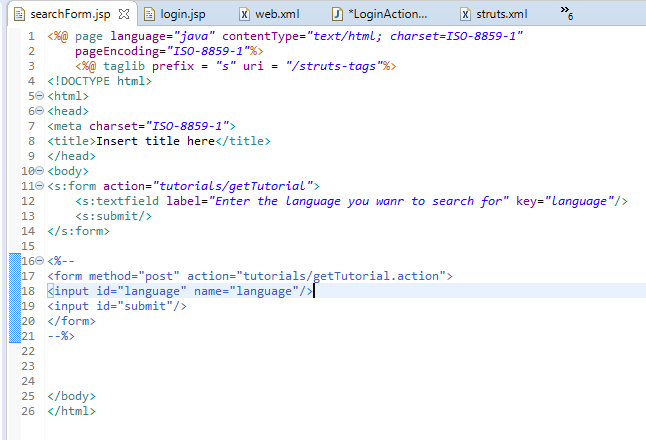 searchForm.jsp login.jsp web.xml *LoginAction... struts.xml »6
1 <%@ page language="java" contentType="text/html; charset=ISO-8859-1"
2     pageEncoding="ISO-8859-1"%>
3     <%@ taglib prefix = "s" uri = "/struts-tags"%>
4 <!DOCTYPE html>
5 <html>
6 <head>
7 <meta charset="ISO-8859-1">
8 <title>Insert title here</title>
9 </head>
10 <body>
11 <s:form action="tutorials/getTutorial">
12     <s:textfield label="Enter the language you wanr to search for" key="language"/>
13     <s:submit/>
14 </s:form>
15
16 <%--
17 <form method="post" action="tutorials/getTutorial.action">
18 <input id="language" name="language"/>
19 <input id="submit"/>
20 </form>
21 --%>
22
23
24
25 </body>
26 </html>